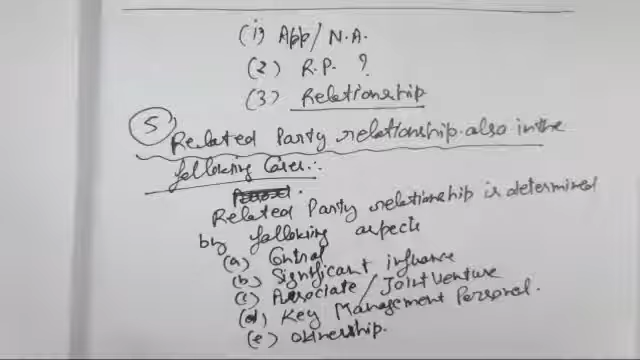 (1) App/N.A.
(2) R.P. ?
(3) Relationship
(5) Related Party relationship also in the
following Cases:.
Related Party relationship is determined
by following aspects
(a) Control
(b) Significant influence
(c) Associate / Joint Venture
(d) Key Management Personel.
(e) ownership.